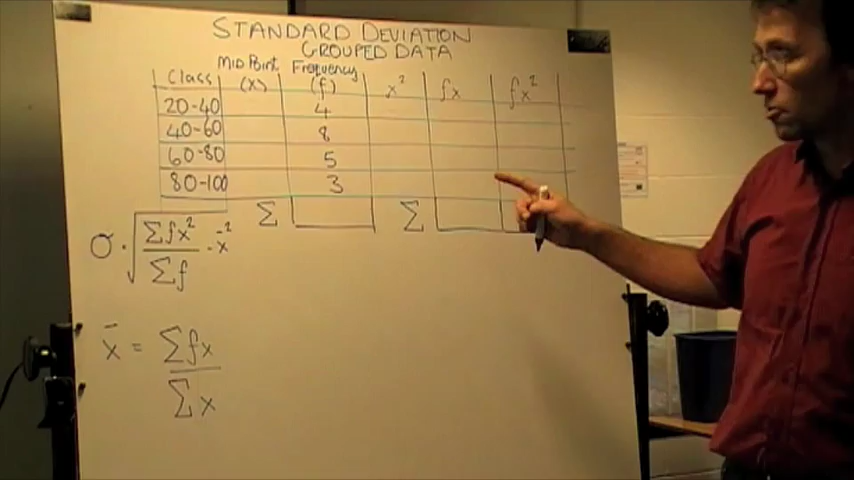 STANDARD DEVIATION
GROUPED DATA
Class Mid Point (x) Frequency (f) x² fx fx²
20-40 4
40-60 8
60-80 5
80-100 3
Σ Σ
σ = √ Σfx² / Σf - x̄²
x̄ = Σfx / Σx